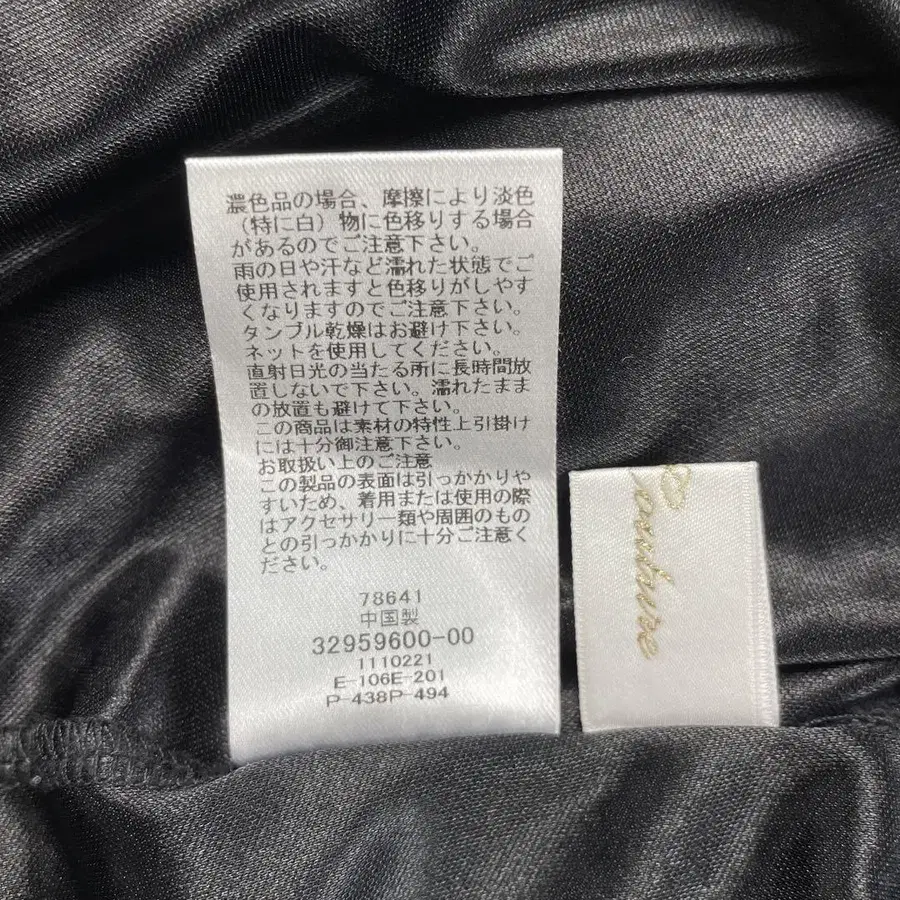 濃色品の場合、摩擦により淡色
（特に白）物に色移りする場合
があるのでご注意下さい。
雨の日や汗など濡れた状態でご
使用されますと色移りがしやす
くなりますのでご注意下さい。
タンブル乾燥はお避け下さい。
ネットを使用してください。
直射日光の当たる所に長時間放
置しないで下さい。濡れたまま
の放置も避けて下さい。
この商品は素材の特性上引掛け
には十分御注意下さい。
お取扱い上のご注意
この製品の表面は引っかかりや
すいため、着用または使用の際
はアクセサリー類や周囲のもの
との引っかかりに十分ご注意く
ださい。
78641
中国製
32959600-00
1110221
E-106E-201
P-438P-494